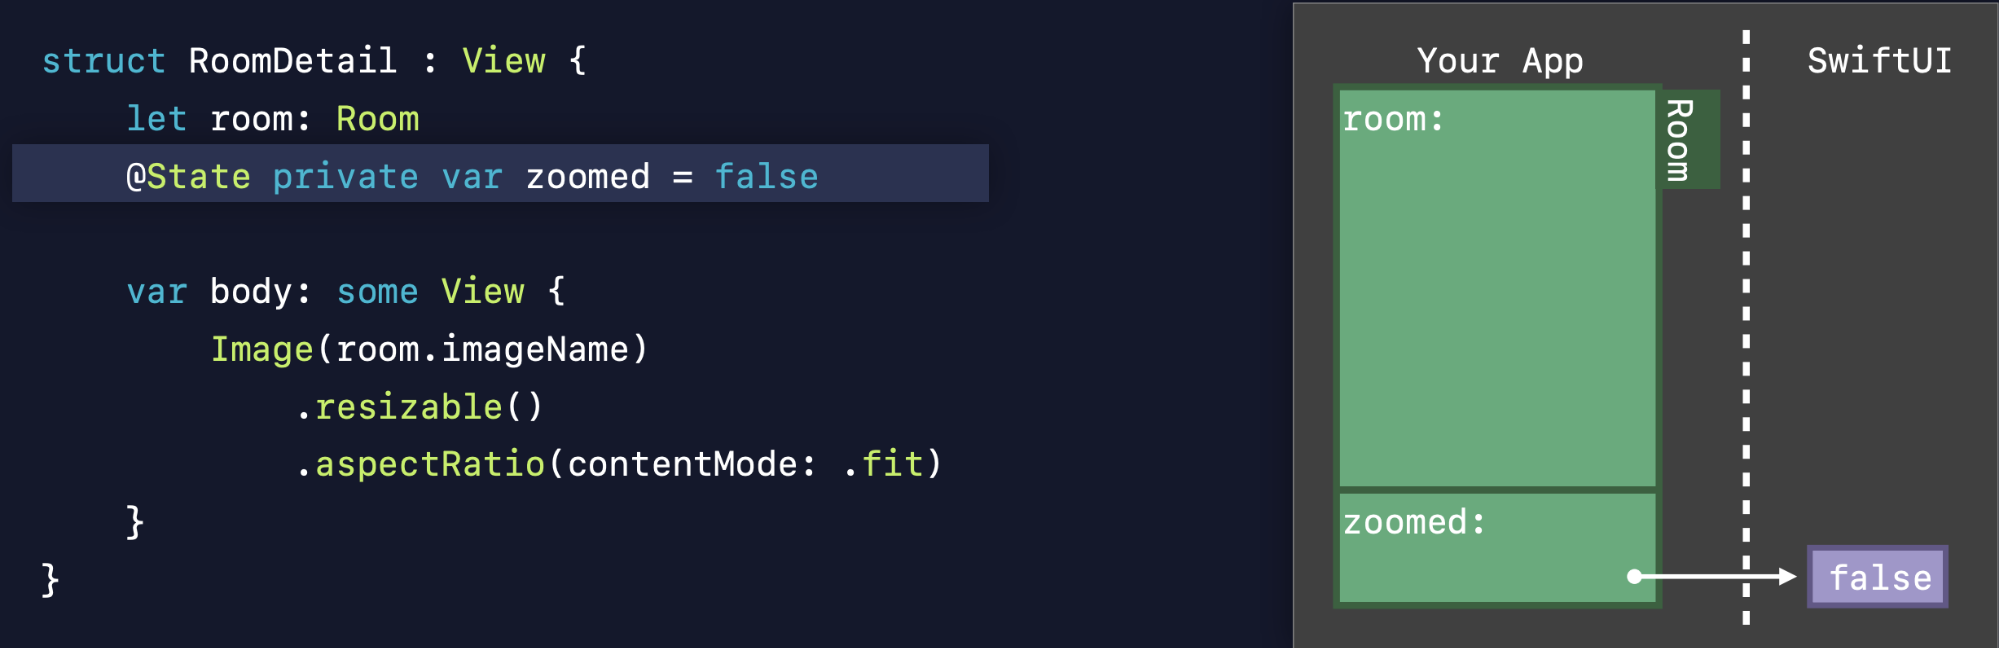 struct RoomDetail : View {
let room: Room
@State private var zoomed = false
var body: some View {
Image(room.imageName)
.resizable()
.aspectRatio(contentMode: .fit)
}
}
Your App
SwiftUI
room:
Room
zoomed:
false